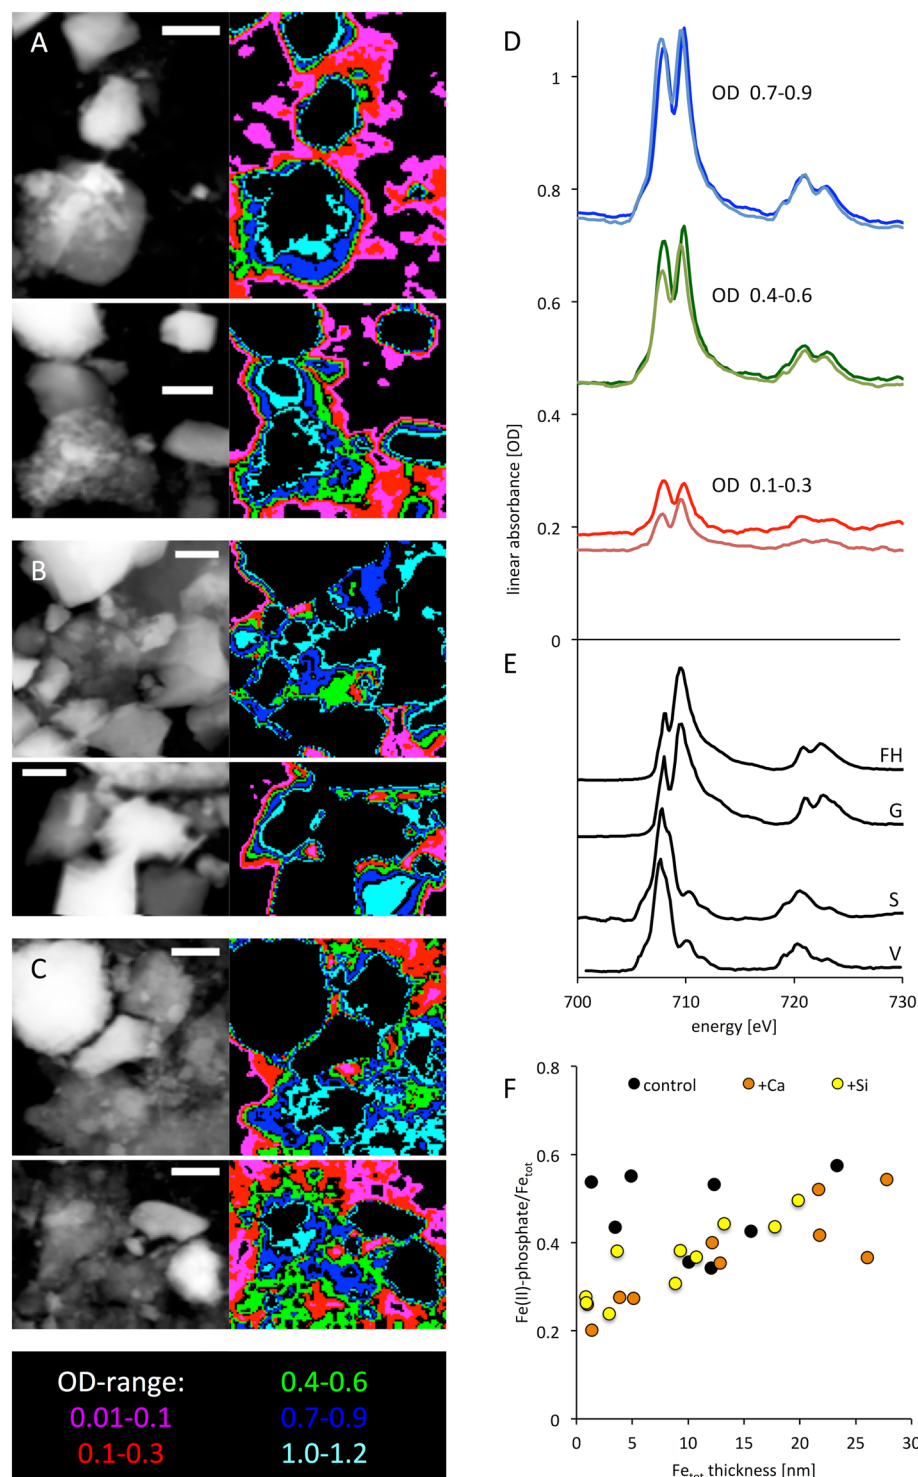 A
B
C
OD-range:
0.4-0.6
0.01-0.1
0.7-0.9
0.1-0.3
1.0-1.2
D
OD 0.7-0.9
OD 0.4-0.6
OD 0.1-0.3
linear absorbance [OD]
1
0.8
0.6
0.4
0.2
0
E
FH
G
S
V
700
710
720
730
energy [eV]
F
control
+Ca
+Si
Fe(II)-phosphate/Fe_tot
0.8
0.6
0.4
0.2
0
0
5
10
15
20
25
30
Fe_tot thickness [nm]